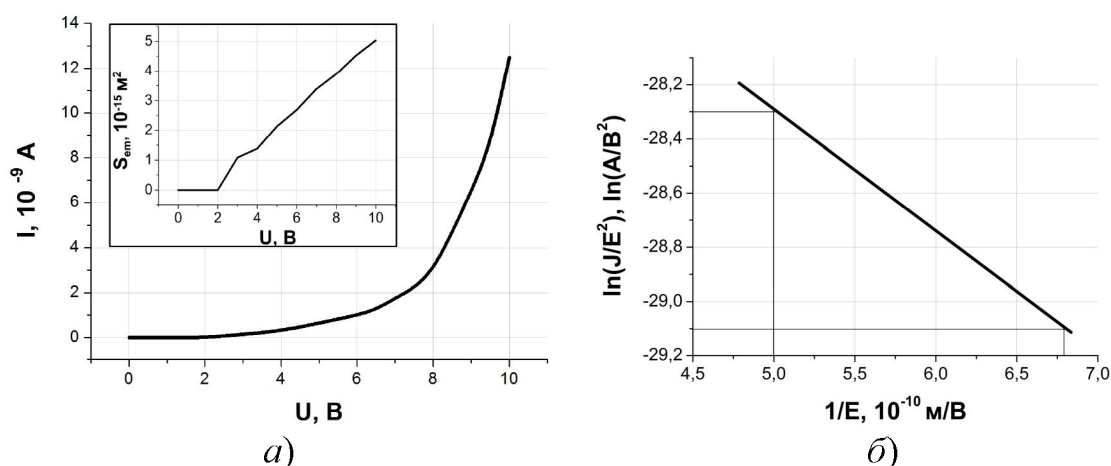 I, 10⁻⁹ А
14
12
10
8
6
4
2
0
S_em, 10⁻¹⁵ м²
5
4
3
2
1
0
0 2 4 6 8 10
U, В
0 2 4 6 8 10
U, В
а)
ln(J/E²), ln(A/B²)
-28,2
-28,4
-28,6
-28,8
-29,0
-29,2
4,5 5,0 5,5 6,0 6,5 7,0
1/E, 10⁻¹⁰ м/В
б)